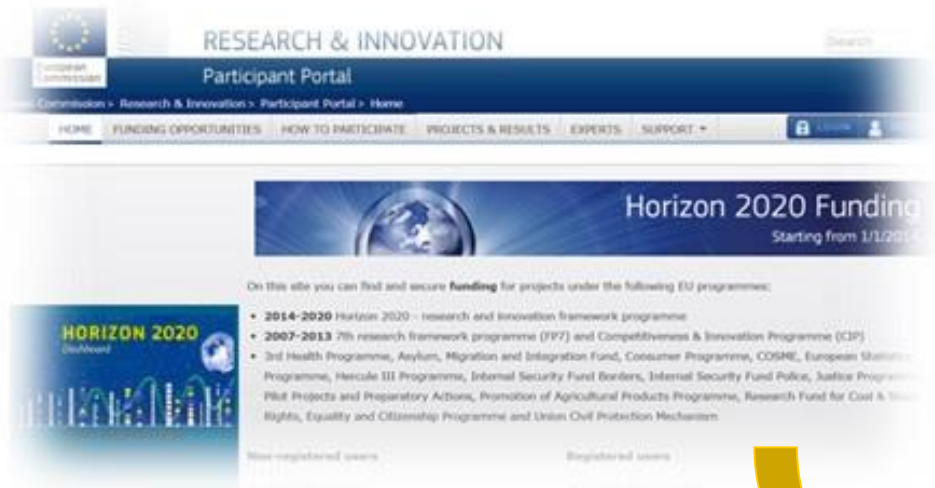 RESEARCH & INNOVATION
Search
European
Commission
Participant Portal
Commission > Research & Innovation > Participant Portal > Home
HOME FUNDING OPPORTUNITIES HOW TO PARTICIPATE PROJECTS & RESULTS EXPERTS SUPPORT
LOGIN
Horizon 2020 Funding
Starting from 1/1/2014
On this site you can find and secure funding for projects under the following EU programmes:
• 2014-2020 Horizon 2020 - research and innovation framework programme
• 2007-2013 7th research framework programme (FP7) and Competitiveness & Innovation Programme (CIP)
• 3rd Health Programme, Asylum, Migration and Integration Fund, Consumer Programme, COSME, European Statistics
Programme, Hercule III Programme, Internal Security Fund Borders, Internal Security Fund Police, Justice Programme
Pilot Projects and Preparatory Actions, Promotion of Agricultural Products Programme, Research Fund for Coal &
Rights, Equality and Citizenship Programme and Union Civil Protection Mechanism
HORIZON 2020
Dashboard
Non-registered users
Registered users